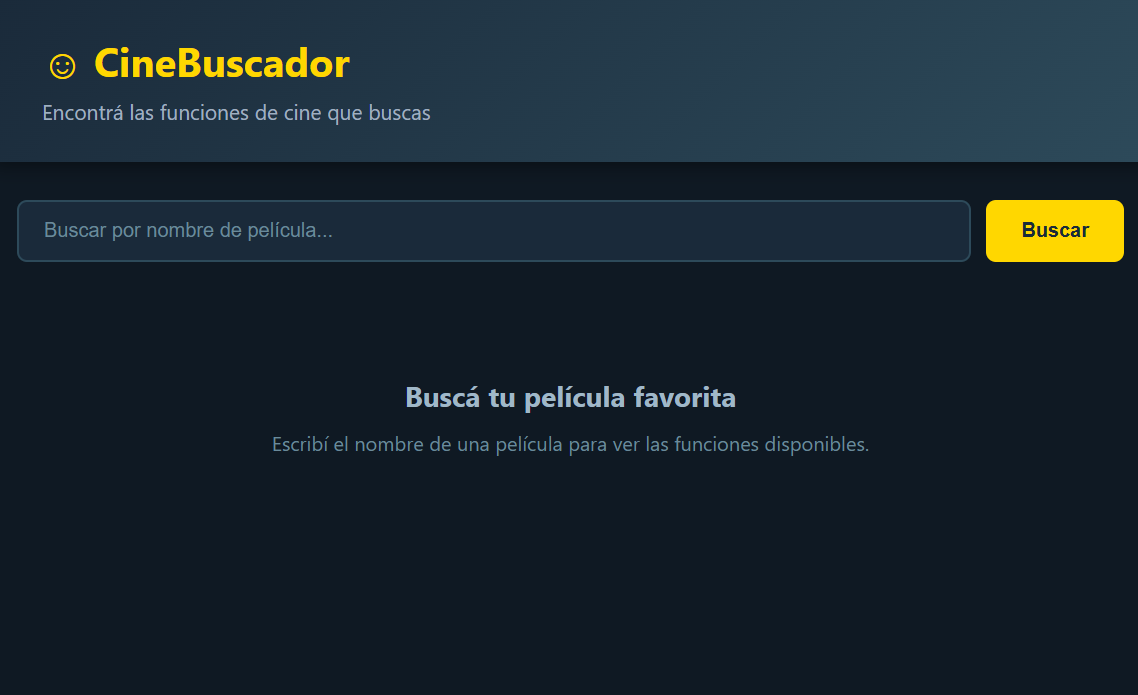 ☺ CineBuscador
Encontrá las funciones de cine que buscas
Buscar por nombre de película...
Buscar
Buscá tu película favorita
Escribí el nombre de una película para ver las funciones disponibles.